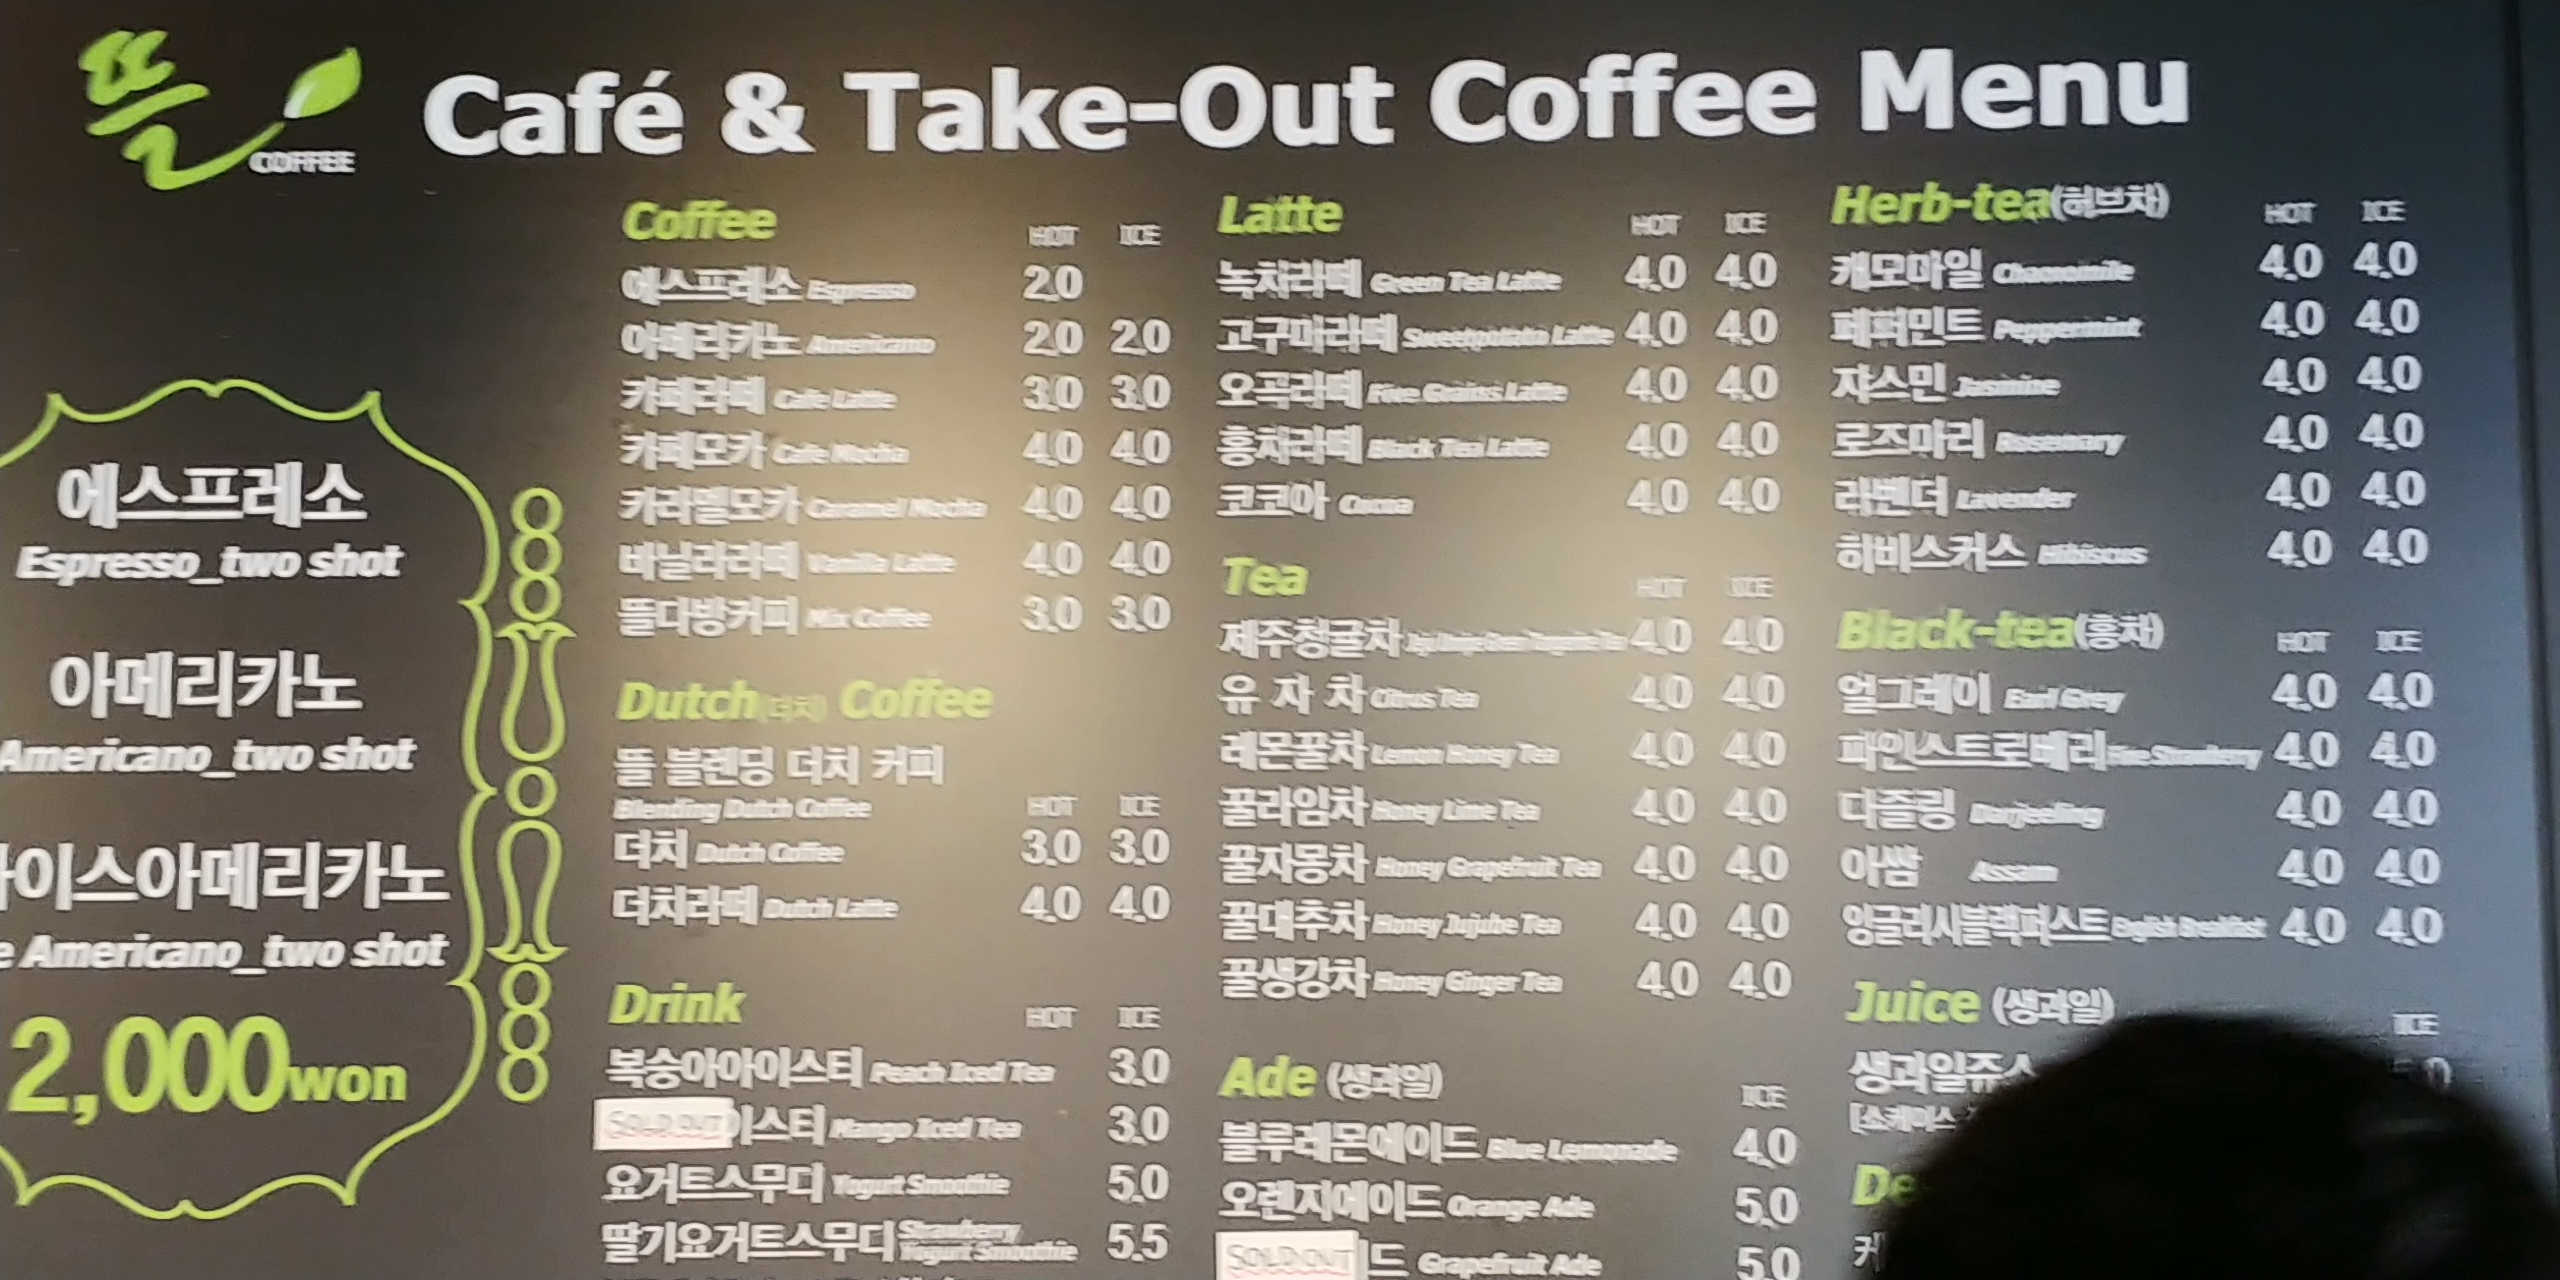 뜰 COFFEE
Café & Take-Out Coffee Menu
에스프레소
Espresso_two shot
아메리카노
Americano_two shot
아이스아메리카노
e Americano_two shot
2,000won
Coffee HOT ICE
에스프레소 Espresso 2.0
아메리카노 Americano 2.0 2.0
카페라떼 Cafe Latte 3.0 3.0
카페모카 Cafe Mocha 4.0 4.0
카라멜모카 Caramel Mocha 4.0 4.0
바닐라라떼 Vanilla Latte 4.0 4.0
뜰다방커피 Mix Coffee 3.0 3.0
Dutch(더치) Coffee
뜰 블렌딩 더치 커피
Blending Dutch Coffee HOT ICE
더치 Dutch Coffee 3.0 3.0
더치라떼 Dutch Latte 4.0 4.0
Drink HOT ICE
복숭아아이스티 Peach Iced Tea 3.0
SOLD OUT 이스티 Mango Iced Tea 3.0
요거트스무디 Yogurt Smoothie 5.0
딸기요거트스무디 Strawberry Yogurt Smoothie 5.5
Latte HOT ICE
녹차라떼 Green Tea Latte 4.0 4.0
고구마라떼 Sweetpotato Latte 4.0 4.0
오곡라떼 Five Grains Latte 4.0 4.0
홍차라떼 Black Tea Latte 4.0 4.0
코코아 Cocoa 4.0 4.0
Tea HOT ICE
제주청귤차 4.0 4.0
유 자 차 Citrus Tea 4.0 4.0
레몬꿀차 Lemon Honey Tea 4.0 4.0
꿀라임차 Honey Lime Tea 4.0 4.0
꿀자몽차 Honey Grapefruit Tea 4.0 4.0
꿀대추차 Honey Jujube Tea 4.0 4.0
꿀생강차 Honey Ginger Tea 4.0 4.0
Ade (생과일) ICE
블루레몬에이드 Blue Lemonade 4.0
오렌지에이드 Orange Ade 5.0
SOLD OUT 드 Grapefruit Ade 5.0
Herb-tea(허브차) HOT ICE
캐모마일 Chamomile 4.0 4.0
페퍼민트 Peppermint 4.0 4.0
쟈스민 Jasmine 4.0 4.0
로즈마리 Rosemary 4.0 4.0
라벤더 Lavender 4.0 4.0
히비스커스 Hibiscus 4.0 4.0
Black-tea(홍차) HOT ICE
얼그레이 Earl Grey 4.0 4.0
파인스트로베리 Fine Strawberry 4.0 4.0
다즐링 Darjeeling 4.0 4.0
아쌈 Assam 4.0 4.0
잉글리시블랙퍼스트 English Breakfast 4.0 4.0
Juice (생과일) ICE
생과일쥬스
[쇼케이스
De
커